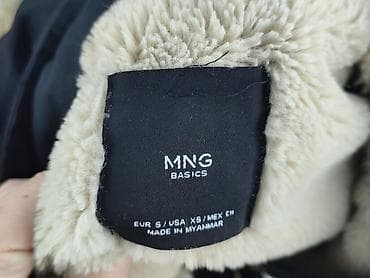 MNG
BASICS
EUR S/USA XS/MEX CH
MADE IN MYANMAR